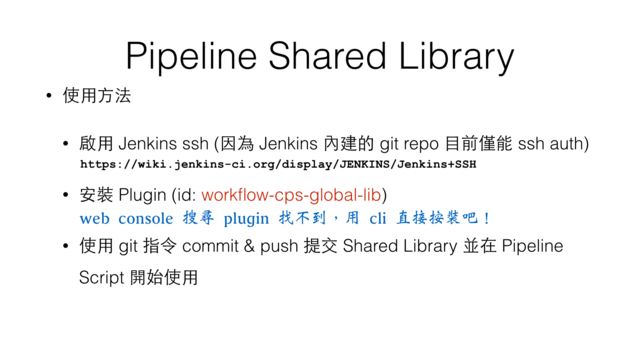 Pipeline Shared Library
• 使用方法
• 啟用 Jenkins ssh (因為 Jenkins 內建的 git repo 目前僅能 ssh auth)
https://wiki.jenkins-ci.org/display/JENKINS/Jenkins+SSH
• 安裝 Plugin (id: workflow-cps-global-lib)
web console 搜尋 plugin 找不到，用 cli 直接按裝吧！
• 使用 git 指令 commit & push 提交 Shared Library 並在 Pipeline
Script 開始使用